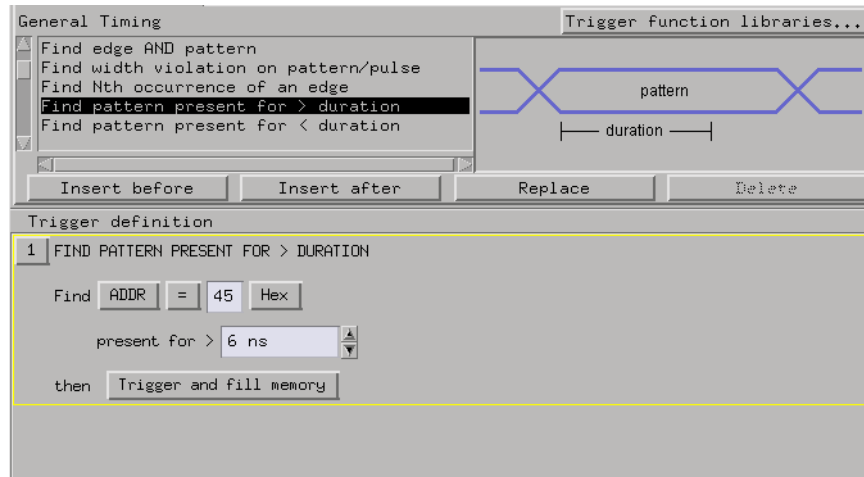 General Timing
Trigger function libraries...
Find edge AND pattern
Find width violation on pattern/pulse
Find Nth occurrence of an edge
Find pattern present for > duration
Find pattern present for < duration
pattern
duration
Insert before
Insert after
Replace
Delete
Trigger definition
1 FIND PATTERN PRESENT FOR > DURATION
Find ADDR = 45 Hex
present for > 6 ns
then Trigger and fill memory